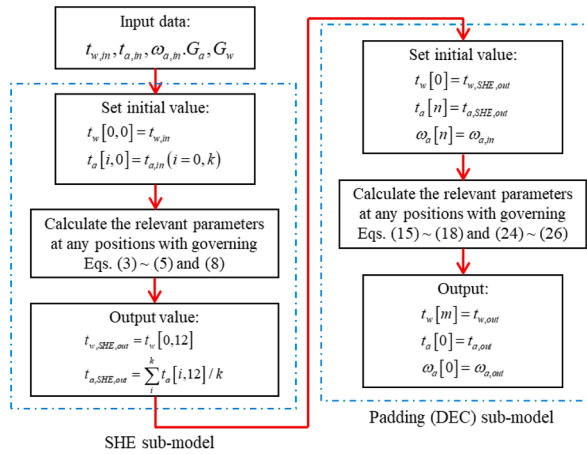 Input data:
t_{w,in}, t_{a,in}, ω_{a,in}. G_a, G_w
Set initial value:
t_w[0,0] = t_{w,in}
t_a[i,0] = t_{a,in} (i = 0, k)
Calculate the relevant parameters
at any positions with governing
Eqs. (3) ~ (5) and (8)
Output value:
t_{w,SHE,out} = t_w[0,12]
t_{a,SHE,out} = \sum_{i}^{k} t_a[i,12] / k
SHE sub-model
Set initial value:
t_w[0] = t_{w,SHE,out}
t_a[n] = t_{a,SHE,out}
ω_a[n] = ω_{a,in}
Calculate the relevant parameters
at any positions with governing
Eqs. (15) ~ (18) and (24) ~ (26)
Output:
t_w[m] = t_{w,out}
t_a[0] = t_{a,out}
ω_a[0] = ω_{a,out}
Padding (DEC) sub-model